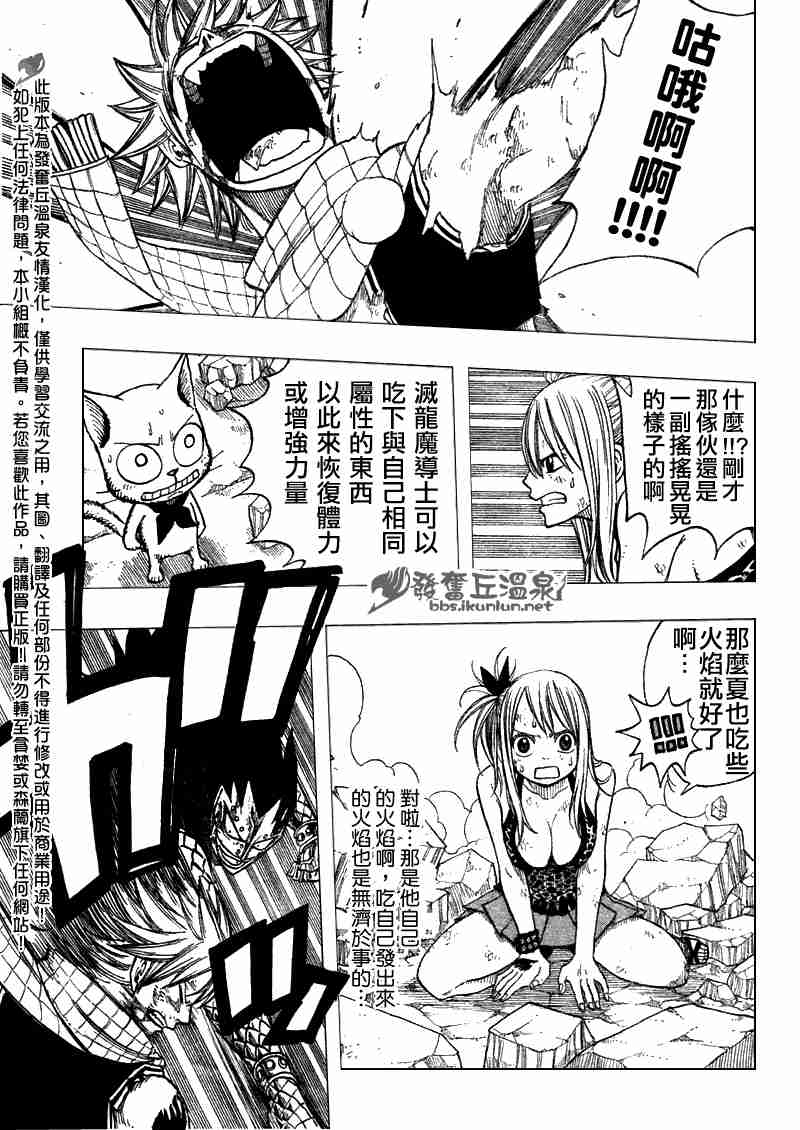 咕哦啊啊!!!!
什麼!!?剛才
那傢伙還是
一副搖搖晃晃
的樣子的啊
滅龍魔導士可以
吃下與自己相同
屬性的東西
以此來恢復體力
或增強力量
發奮丘溫泉
bbs.ikunlun.net
那麼夏也吃些
火焰就好了
啊…
!!!…
對啦…那是他自己
的火焰啊，吃自己發出來
的火焰也是無濟於事的…
ガガガ
此版本為發奮丘溫泉友情漢化，僅供學習交流之用，其圖、翻譯及任何部份不得進行修改或用於商業用途！
如犯上任何法律問題，本小組概不負責。若您喜歡此作品，請購買正版!!請勿轉至貪婪或森蘭旗下任何網站！